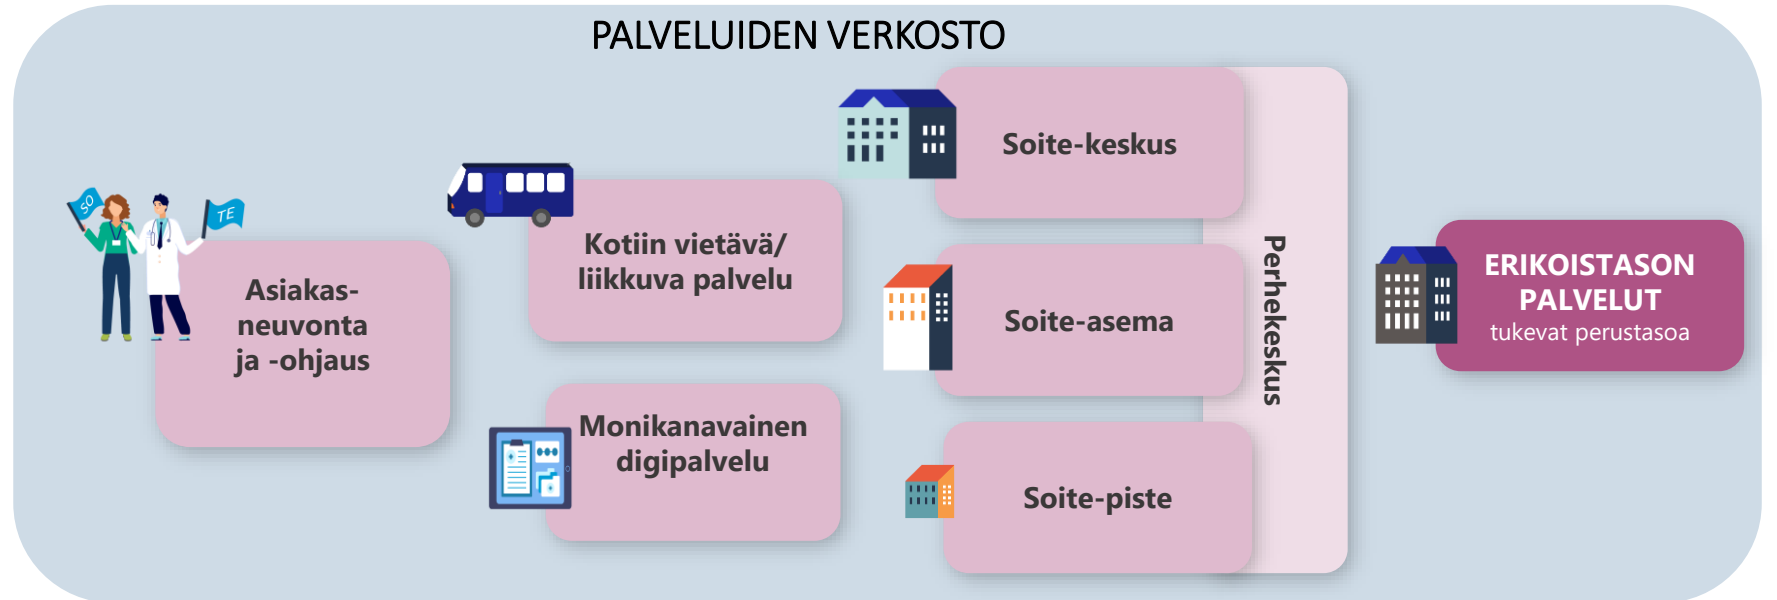 PALVELUIDEN VERKOSTO
SO
TE
Asiakas-
neuvonta
ja -ohjaus
Kotiin vietävä/
liikkuva palvelu
Monikanavainen
digipalvelu
Soite-keskus
Soite-asema
Soite-piste
Perhekeskus
ERIKOISTASON
PALVELUT
tukevat perustasoa